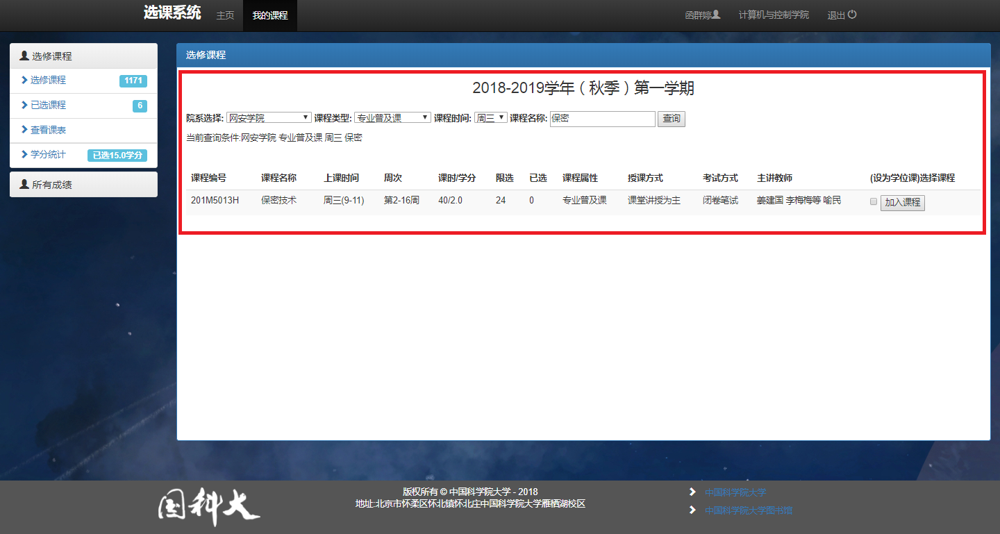 选课系统 主页 我的课程 函群婷 计算机与控制学院 退出
选修课程
选修课程 1171
已选课程 6
查看课表
学分统计 已选15.0学分
所有成绩
选修课程
2018-2019学年（秋季）第一学期
院系选择: 网安学院 课程类型: 专业普及课 课程时间: 周三 课程名称: 保密 查询
当前查询条件:网安学院 专业普及课 周三 保密
课程编号 课程名称 上课时间 周次 课时/学分 限选 已选 课程属性 授课方式 考试方式 主讲教师 (设为学位课)选择课程
201M5013H 保密技术 周三(9-11) 第2-16周 40/2.0 24 0 专业普及课 课堂讲授为主 闭卷笔试 姜建国 李梅梅等 喻民 加入课程
国科大
版权所有 © 中国科学院大学 - 2018
地址:北京市怀柔区怀北镇怀北庄中国科学院大学雁栖湖校区
中国科学院大学
中国科学院大学图书馆